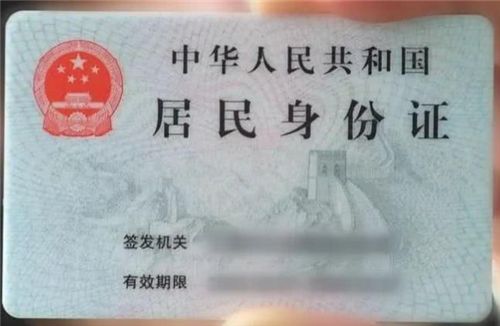 中华人民共和国
居民身份证
签发机关
有效期限